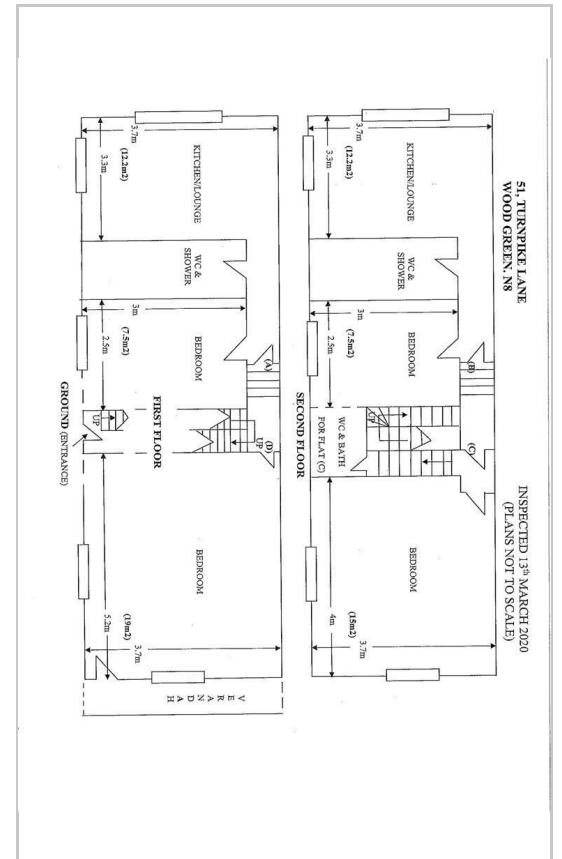 51, TURNPIKE LANE
WOOD GREEN. N8
INSPECTED 13th MARCH 2020
(PLANS NOT TO SCALE)
3.7m
3.3m
(12.2m2)
KITCHEN/LOUNGE
WC &
SHOWER
3m
2.5m
(7.5m2)
BEDROOM
(B)
UP
WC & BATH
FOR FLAT (C)
(C)
BEDROOM
4m
(15m2)
3.7m
SECOND FLOOR
3.7m
3.3m
(12.2m2)
KITCHEN/LOUNGE
WC &
SHOWER
3m
2.5m
(7.5m2)
BEDROOM
(A)
UP
(D)
UP
BEDROOM
5.2m
(19m2)
3.7m
VERANDAH
FIRST FLOOR
GROUND (ENTRANCE)